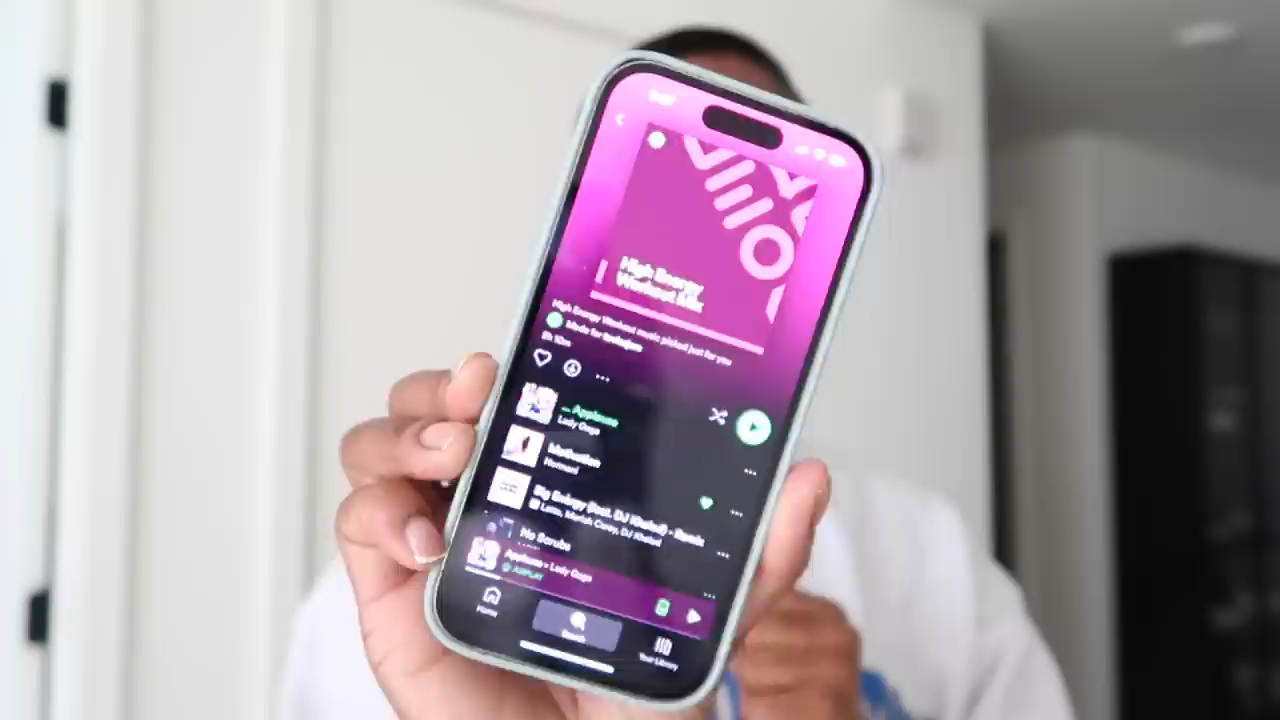 High Energy
Workout Mix
High Energy Workout music picked just for you
Made for
8h 10m
Applause
Lady Gaga
Motivation
Normani
Big Energy (feat. DJ Khaled) - Remix
Latto, Mariah Carey, DJ Khaled
No Scrubs
Applause • Lady Gaga
AIRPLAY
Home
Search
Your Library